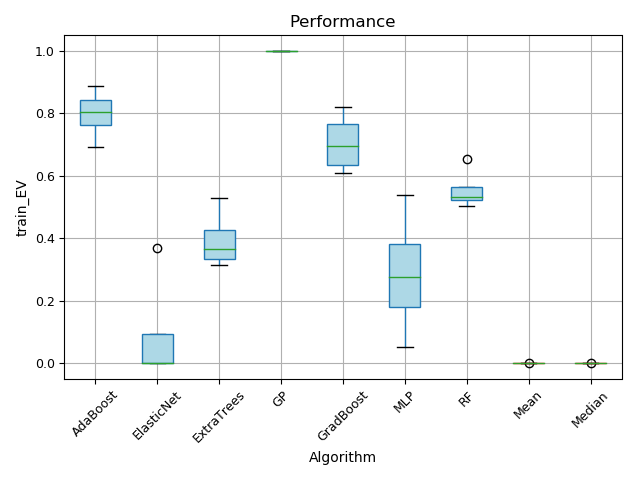 Performance
1.0
0.8
0.6
0.4
0.2
0.0
train_EV
AdaBoost
ElasticNet
ExtraTrees
GP
GradBoost
MLP
RF
Mean
Median
Algorithm